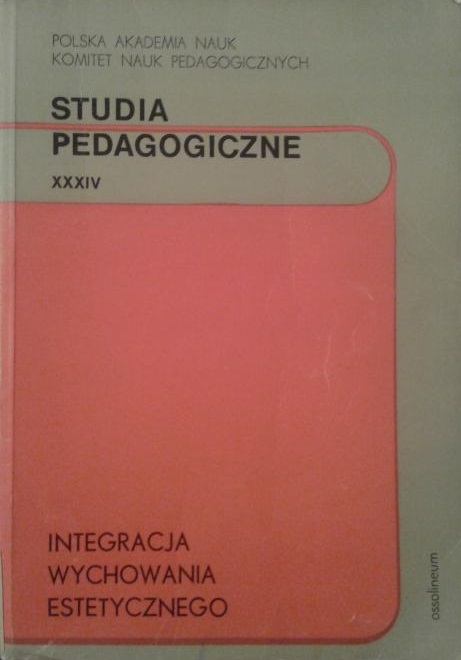 POLSKA AKADEMIA NAUK
KOMITET NAUK PEDAGOGICZNYCH
STUDIA
PEDAGOGICZNE
XXXIV
INTEGRACJA
WYCHOWANIA
ESTETYCZNEGO
ossolineum